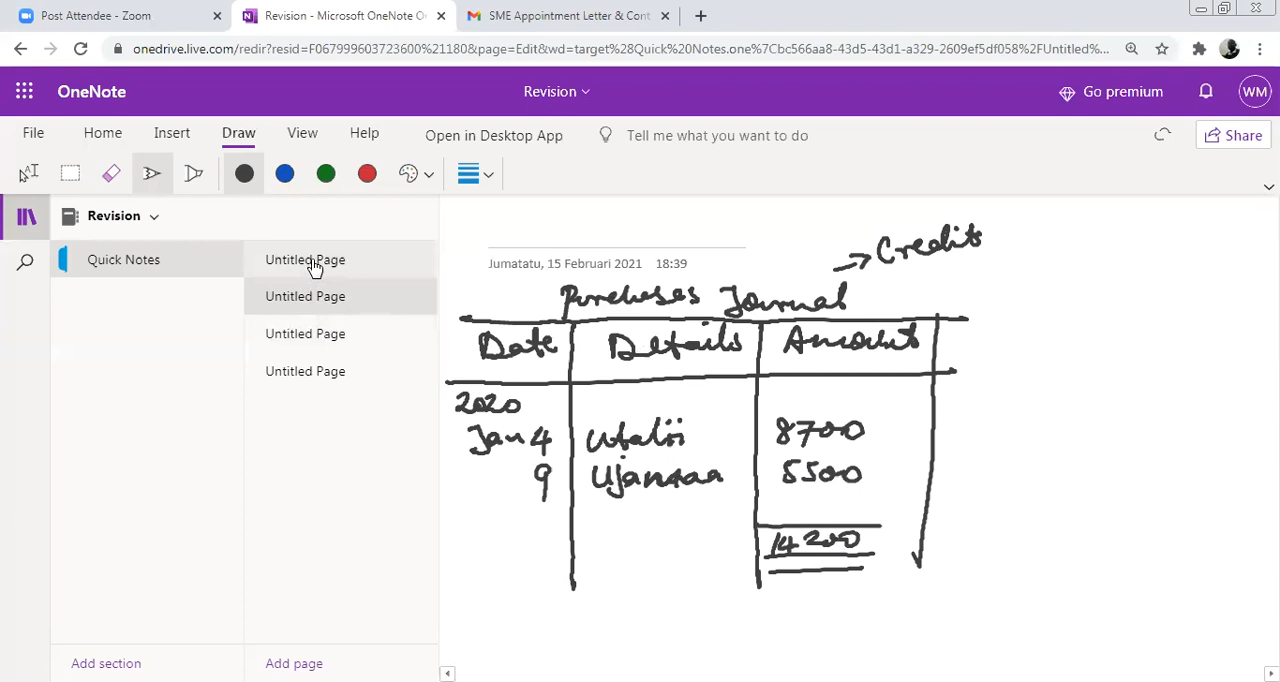 Post Attendee - Zoom
Revision - Microsoft OneNote O
SME Appointment Letter & Cont
onedrive.live.com/redir?resid=F067999603723600%21180&page=Edit&wd=target%28Quick%20Notes.one%7Cbc566aa8-43d5-43d1-a329-2609ef5df058%2FUntitled%...
OneNote
Revision
Go premium
WM
File
Home
Insert
Draw
View
Help
Open in Desktop App
Tell me what you want to do
Share
Revision
Quick Notes
Untitled Page
Untitled Page
Untitled Page
Untitled Page
Add section
Add page
Jumatatu, 15 Februari 2021 18:39
→ Credits
Purchases Journal
Date Details Amount
2020
Jan 4 Utalii 8700
9 Ujamaa 5500
14200